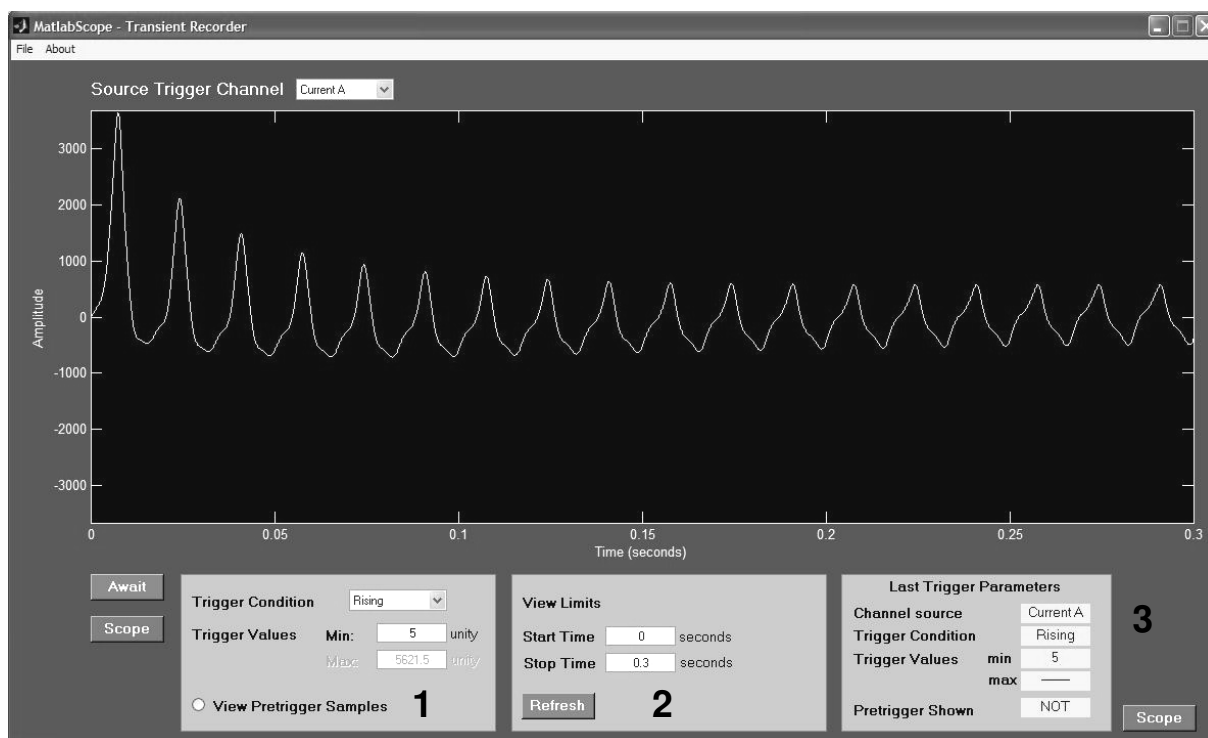 MatlabScope - Transient Recorder
File About
Source Trigger Channel Current A
3000
2000
1000
0
-1000
-2000
-3000
Amplitude
0 0.05 0.1 0.15 0.2 0.25 0.3
Time (seconds)
Await
Scope
Trigger Condition Rising
Trigger Values Min: 5 unity
Max: 5621.5 unity
View Pretrigger Samples 1
View Limits
Start Time 0 seconds
Stop Time 0.3 seconds
Refresh 2
Last Trigger Parameters
Channel source Current A
Trigger Condition Rising
Trigger Values min 5
max —
Pretrigger Shown NOT
3
Scope